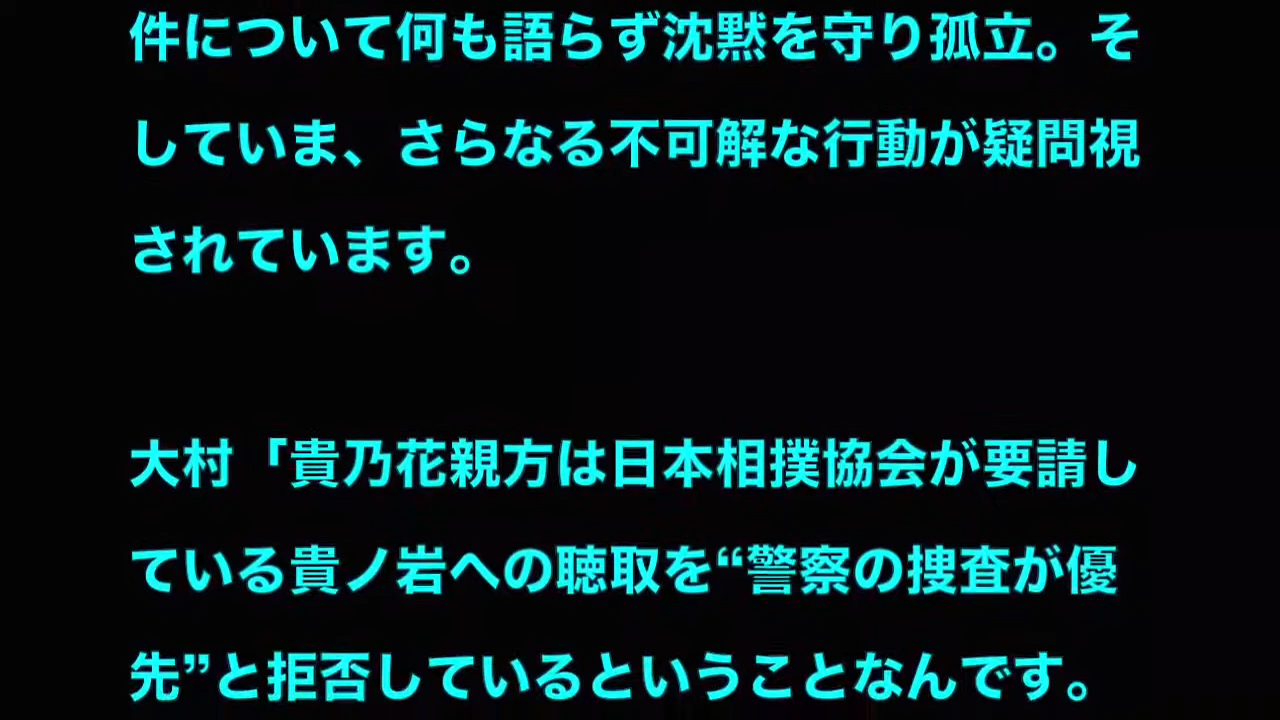 件について何も語らず沈黙を守り孤立。そ
していま、さらなる不可解な行動が疑問視
されています。
大村「貴乃花親方は日本相撲協会が要請し
ている貴ノ岩への聴取を“警察の捜査が優
先”と拒否しているということなんです。